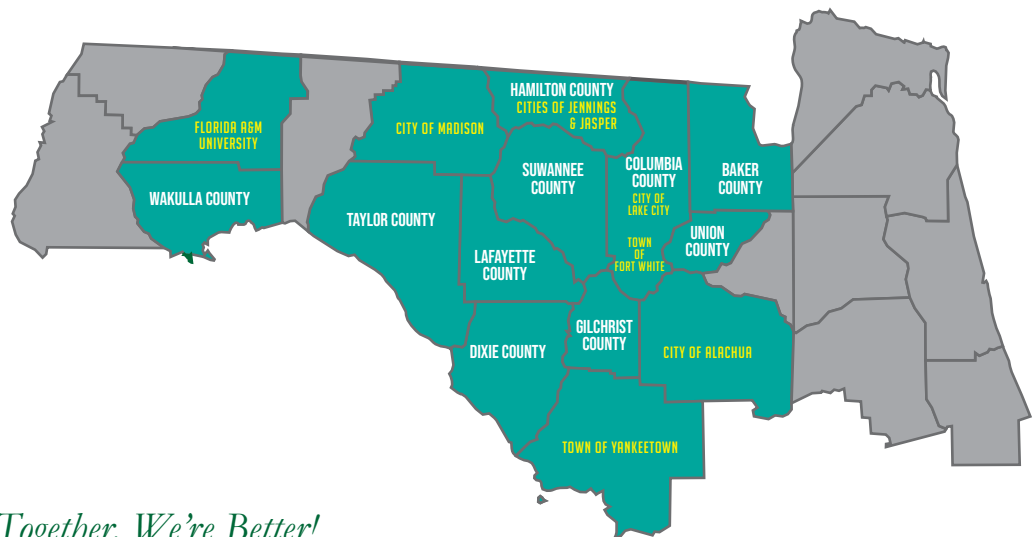 HAMILTON COUNTY
CITIES OF JENNINGS
& JASPER
FLORIDA A&M
UNIVERSITY
CITY OF MADISON
WAKULLA COUNTY
TAYLOR COUNTY
SUWANNEE
COUNTY
COLUMBIA
COUNTY
CITY OF
LAKE CITY
BAKER
COUNTY
TOWN
OF
FORT WHITE
UNION
COUNTY
LAFAYETTE
COUNTY
GILCHRIST
COUNTY
DIXIE COUNTY
CITY OF ALACHUA
TOWN OF YANKEETOWN
Together, We're Better!